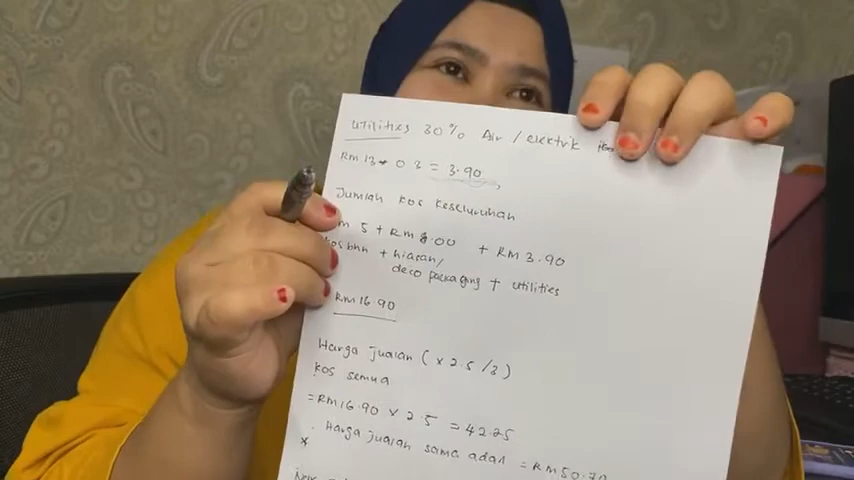 Utilities 30% Air / elektrik
RM 13 * 0 3 = 3.90
Jumlah kos keseluruhan
RM 5 + RM 8.00 + RM 3.90
kos bhn + hiasan/
deco packaging + utilities
RM 16.90
Harga jualan ( × 2.5 / 3 )
kos semua
= RM 16.90 × 2.5 = 42.25
Harga jualan sama adan = RM 50.70
*